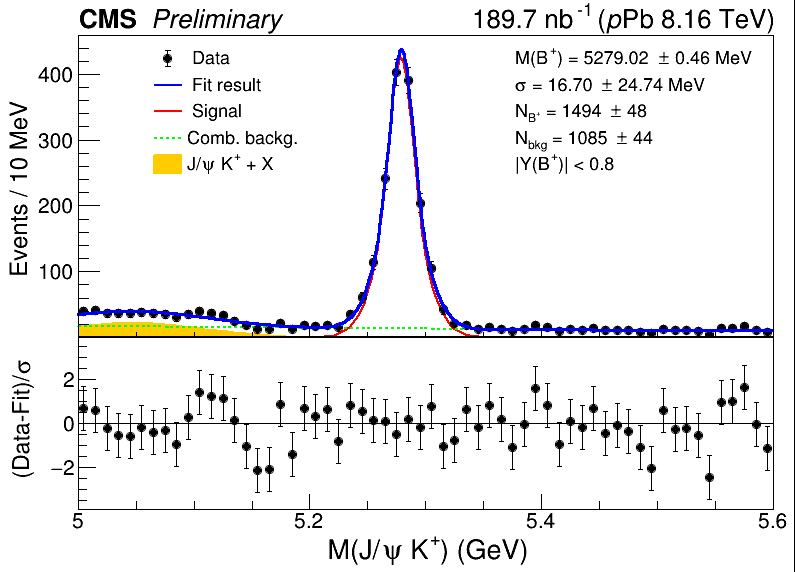 CMS Preliminary 189.7 nb⁻¹ (pPb 8.16 TeV)
Data
Fit result
Signal
Comb. backg.
J/ψ K⁺ + X
M(B⁺) = 5279.02 ± 0.46 MeV
σ = 16.70 ± 24.74 MeV
N_B⁺ = 1494 ± 48
N_bkg = 1085 ± 44
|Y(B⁺)| < 0.8
Events / 10 MeV
400
300
200
100
(Data-Fit)/σ
2
0
−2
5 5.2 5.4 5.6
M(J/ψ K⁺) (GeV)